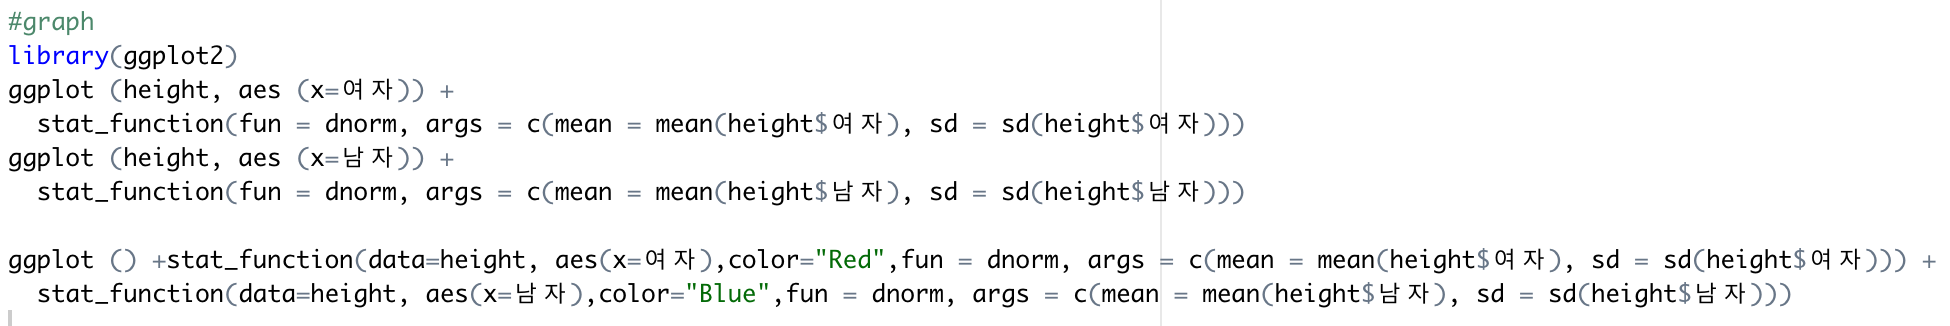 #graph
library(ggplot2)
ggplot (height, aes (x=여자)) +
  stat_function(fun = dnorm, args = c(mean = mean(height$여자), sd = sd(height$여자)))
ggplot (height, aes (x=남자)) +
  stat_function(fun = dnorm, args = c(mean = mean(height$남자), sd = sd(height$남자)))
ggplot () +stat_function(data=height, aes(x=여자),color="Red",fun = dnorm, args = c(mean = mean(height$여자), sd = sd(height$여자))) +
  stat_function(data=height, aes(x=남자),color="Blue",fun = dnorm, args = c(mean = mean(height$남자), sd = sd(height$남자)))